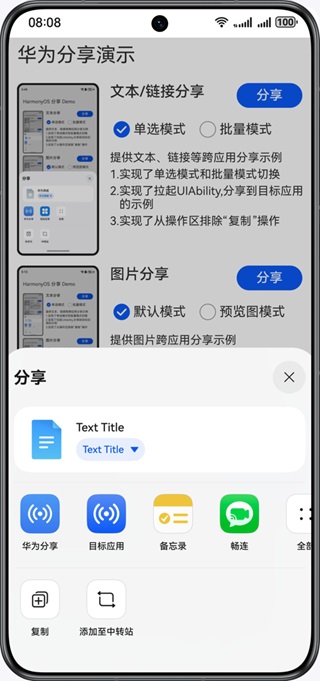 08:08
100
华为分享演示
HarmonyOS 分享 Demo
文本/链接分享
分享
单选模式
批量模式
提供文本、链接等跨应用分享示例
1.实现了单选模式和批量模式切换
2.实现了拉起UIAbility,分享到目标应用
的示例
3.实现了从操作区排除“复制”操作
HarmonyOS 分享 Demo
图片分享
分享
默认模式
预览图模式
提供图片跨应用分享示例
分享
Text Title
Text Title
华为分享
目标应用
备忘录
畅连
全部
复制
添加至中转站